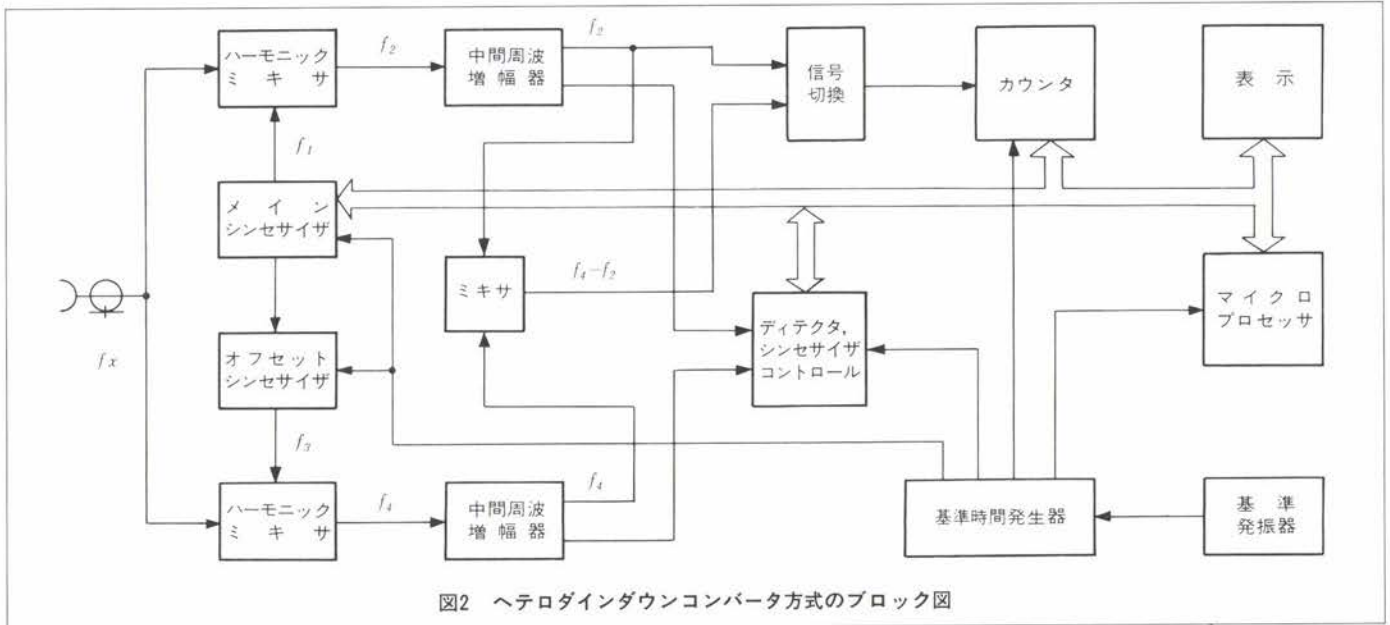 ハーモニック
ミキサ
f2
中間周波
増幅器
f2
信号
切換
カウンタ
表示
f1
メイン
シンセサイザ
fx
ミキサ
f4−f2
オフセット
シンセサイザ
ディテクタ,
シンセサイザ
コントロール
マイクロ
プロセッサ
f3
ハーモニック
ミキサ
f4
中間周波
増幅器
f4
基準時間発生器
基準
発振器
図2 ヘテロダインダウンコンバータ方式のブロック図